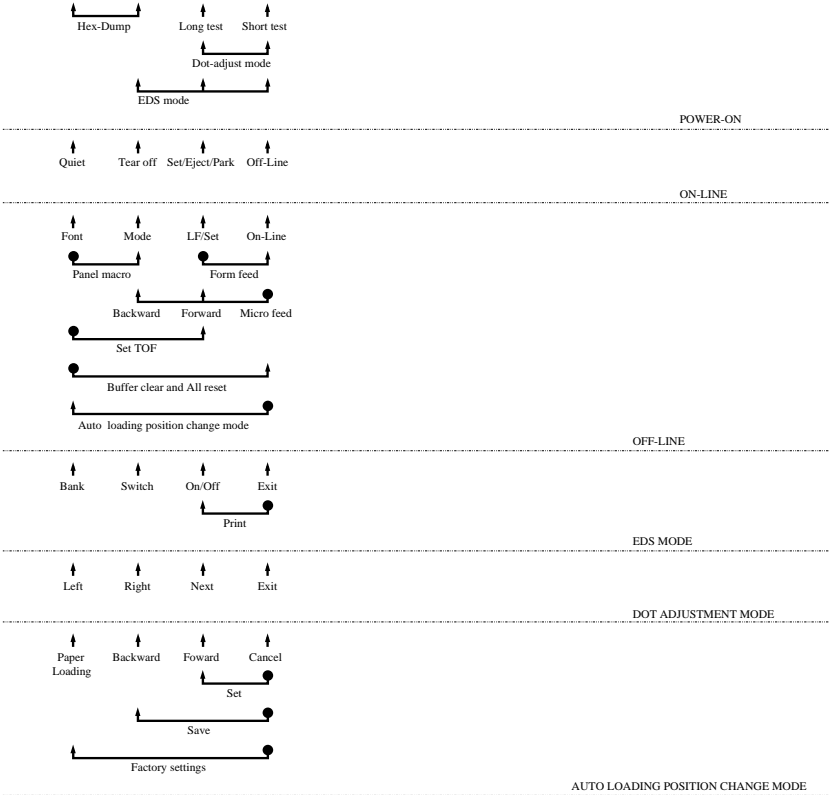 Hex-Dump Long test Short test
Dot-adjust mode
EDS mode
POWER-ON
Quiet Tear off Set/Eject/Park Off-Line
ON-LINE
Font Mode LF/Set On-Line
Panel macro Form feed
Backward Forward Micro feed
Set TOF
Buffer clear and All reset
Auto loading position change mode
OFF-LINE
Bank Switch On/Off Exit
Print
EDS MODE
Left Right Next Exit
DOT ADJUSTMENT MODE
Paper Backward Foward Cancel
Loading
Set
Save
Factory settings
AUTO LOADING POSITION CHANGE MODE